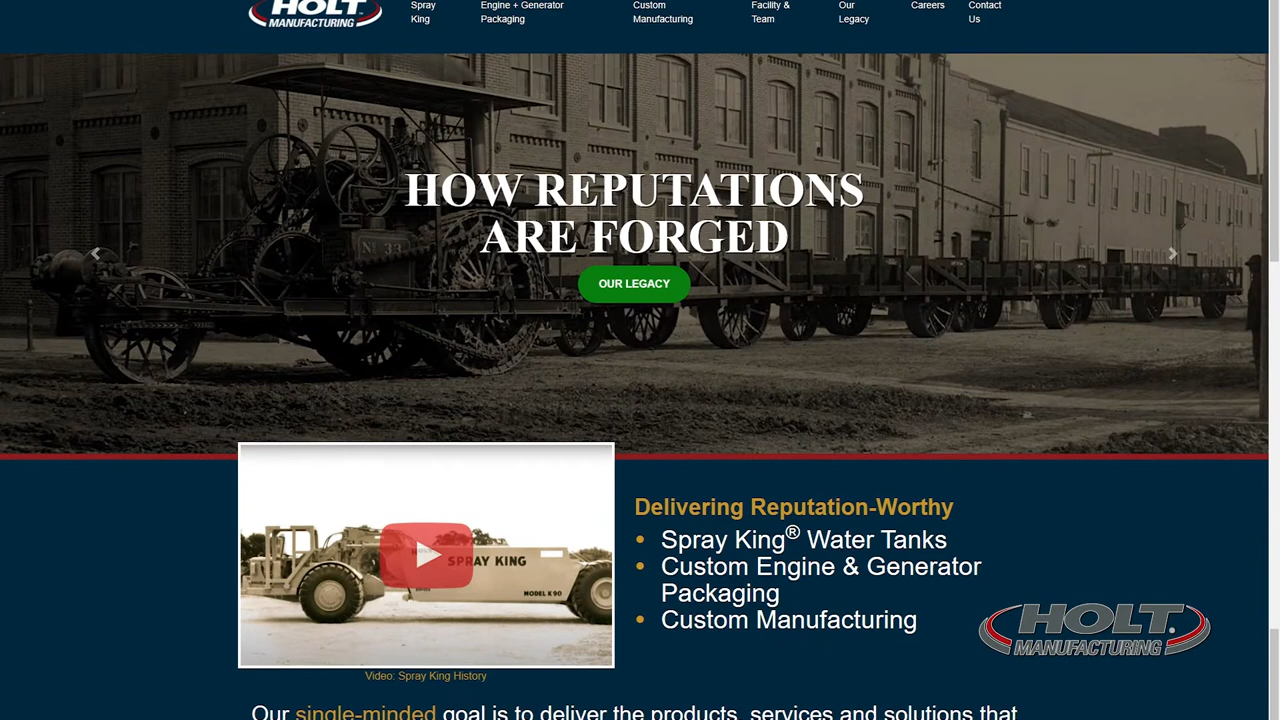 HOLT
MANUFACTURING
Spray King
Engine + Generator Packaging
Custom Manufacturing
Facility & Team
Our Legacy
Careers
Contact Us
Nº 33
HOW REPUTATIONS
ARE FORGED
OUR LEGACY
SPRAY KING
MODEL K 90
Video: Spray King History
Delivering Reputation-Worthy
• Spray King® Water Tanks
• Custom Engine & Generator
Packaging
• Custom Manufacturing
HOLT®
MANUFACTURING
Our single-minded goal is to deliver the products, services and solutions that